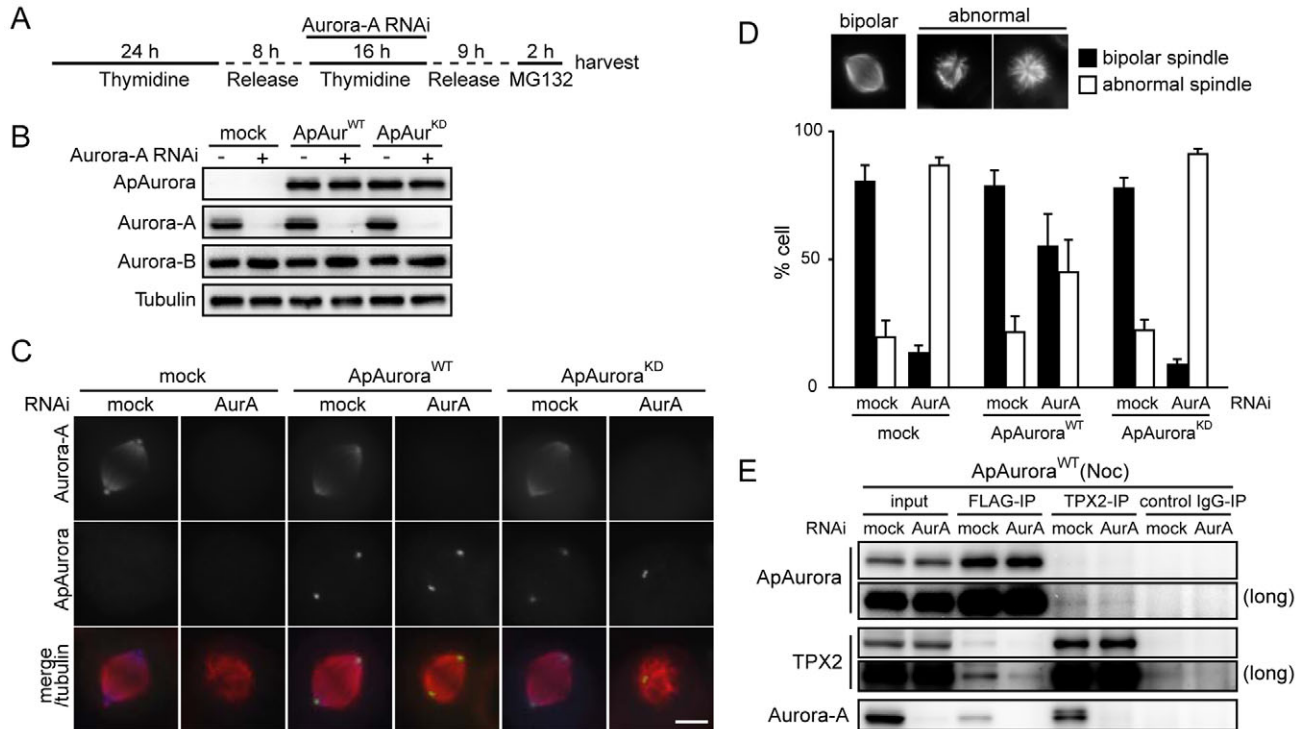 A
Aurora-A RNAi
24 h 8 h 16 h 9 h 2 h harvest
Thymidine Release Thymidine Release MG132
B
mock ApAur^WT ApAur^KD
Aurora-A RNAi - + - + - +
ApAurora
Aurora-A
Aurora-B
Tubulin
C
mock ApAurora^WT ApAurora^KD
RNAi mock AurA mock AurA mock AurA
Aurora-A
ApAurora
merge
/tubulin
D
bipolar abnormal
bipolar spindle
abnormal spindle
100
50
0
% cell
mock AurA mock AurA mock AurA RNAi
mock ApAurora^WT ApAurora^KD
E
ApAurora^WT(Noc)
input FLAG-IP TPX2-IP control IgG-IP
RNAi mock AurA mock AurA mock AurA mock AurA
ApAurora
(long)
TPX2
(long)
Aurora-A